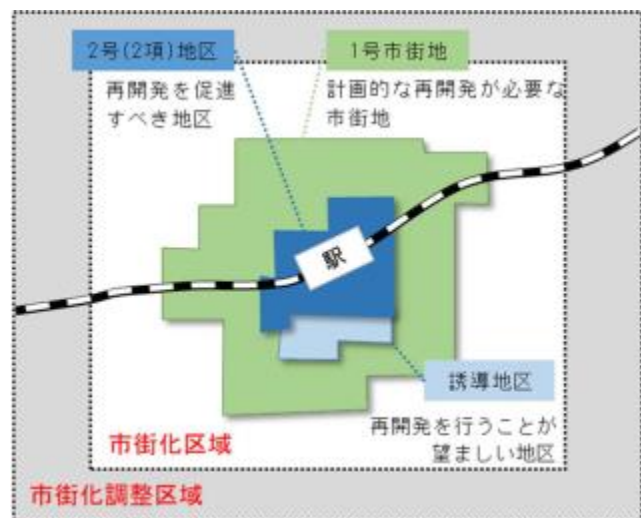 2号(2項)地区
再開発を促進
すべき地区
1号市街地
計画的な再開発が必要な
市街地
駅
誘導地区
再開発を行うことが
望ましい地区
市街化区域
市街化調整区域